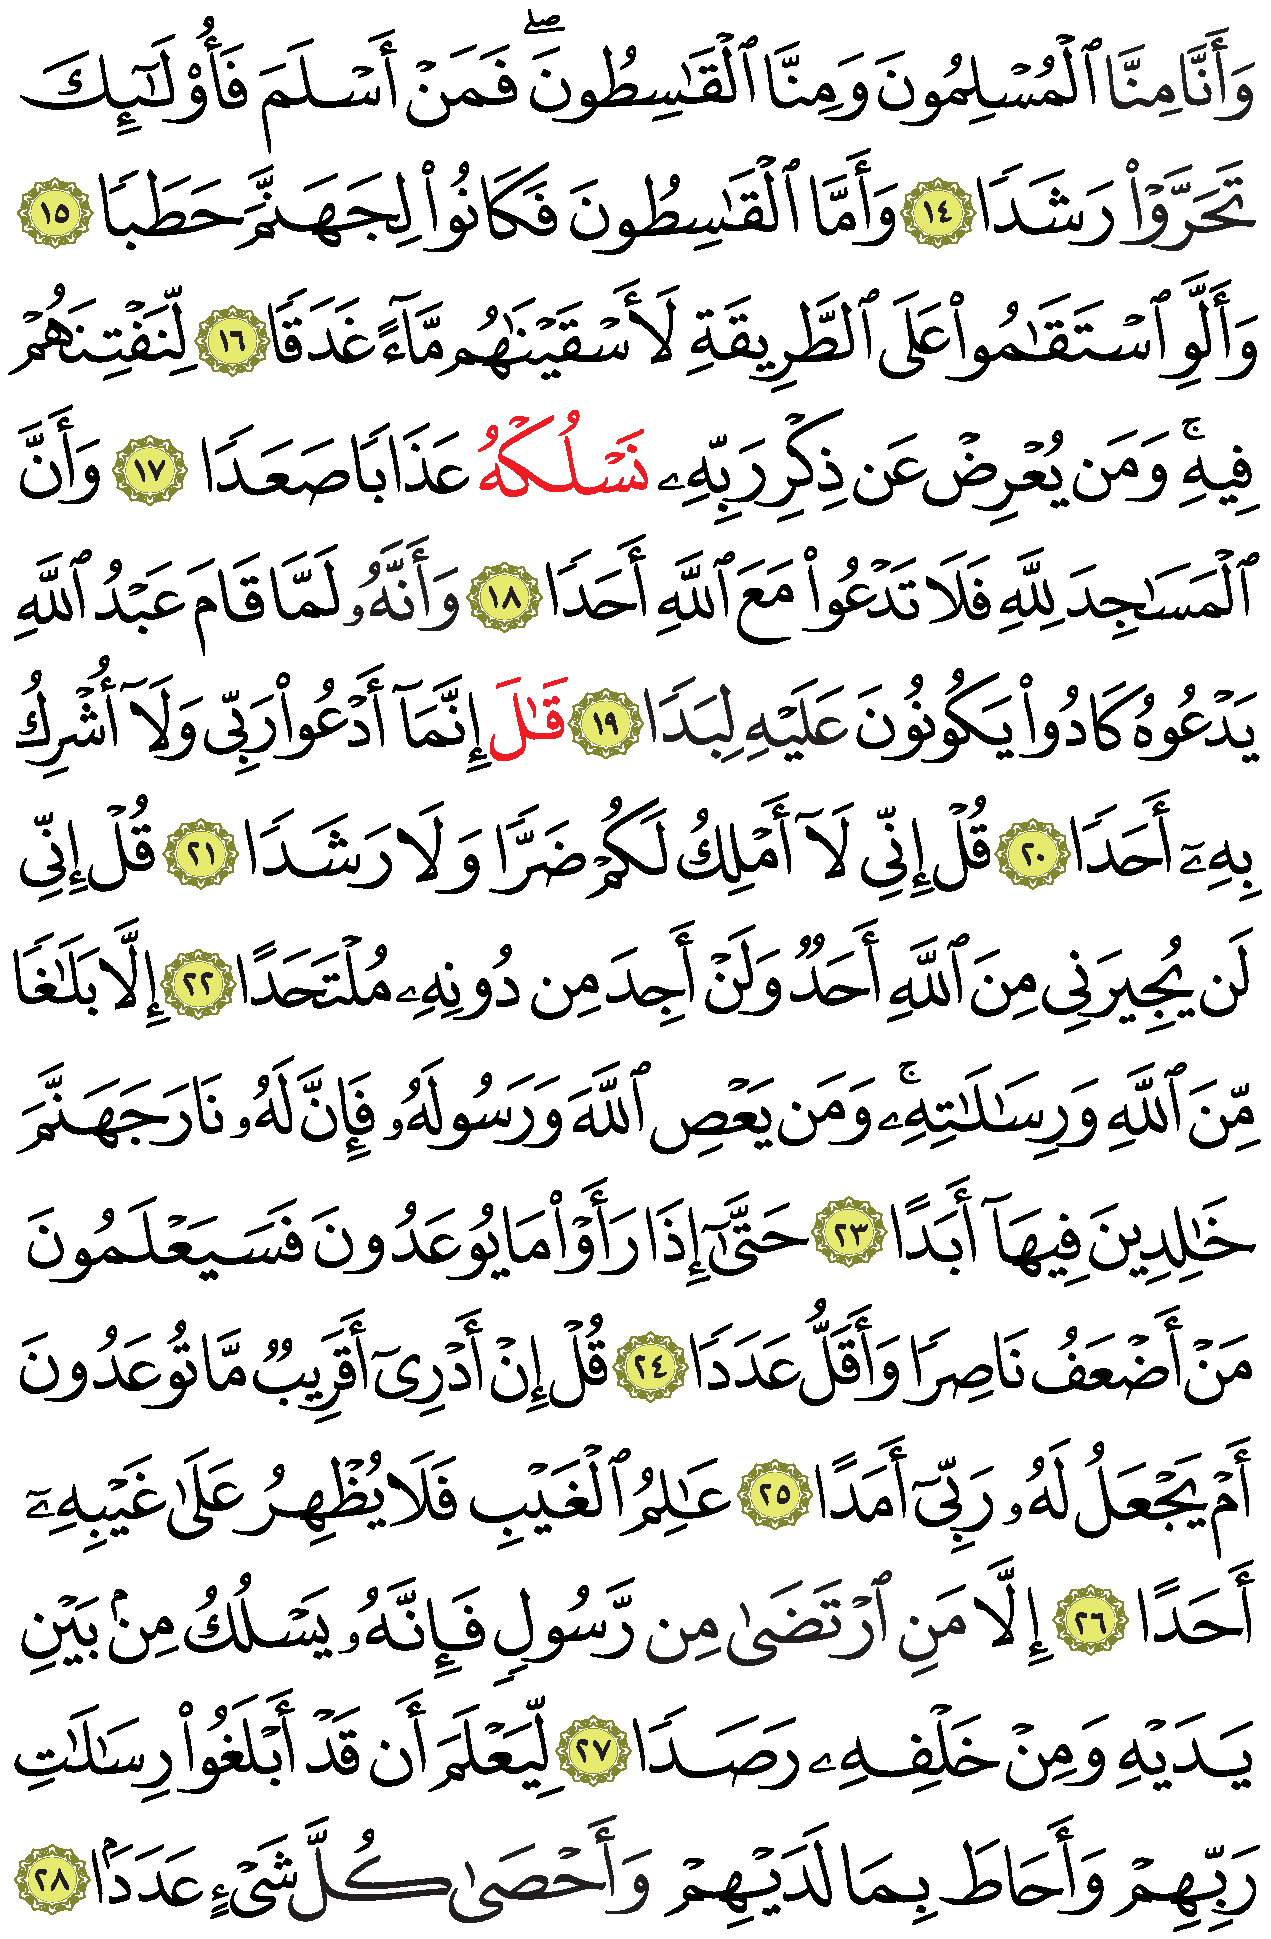 وَأَنَّا مِنَّا ٱلْمُسْلِمُونَ وَمِنَّا ٱلْقَٰسِطُونَۖ فَمَنْ أَسْلَمَ فَأُو۟لَٰٓئِكَ
تَحَرَّوْا۟ رَشَدًا ١٤ وَأَمَّا ٱلْقَٰسِطُونَ فَكَانُوا۟ لِجَهَنَّمَ حَطَبًا ١٥
وَأَلَّوِ ٱسْتَقَٰمُوا۟ عَلَى ٱلطَّرِيقَةِ لَأَسْقَيْنَٰهُم مَّآءً غَدَقًا ١٦ لِّنَفْتِنَهُمْ
فِيهِۚ وَمَن يُعْرِضْ عَن ذِكْرِ رَبِّهِۦ نَسْلُكْهُ عَذَابًا صَعَدًا ١٧ وَأَنَّ
ٱلْمَسَٰجِدَ لِلَّهِ فَلَا تَدْعُوا۟ مَعَ ٱللَّهِ أَحَدًا ١٨ وَأَنَّهُۥ لَمَّا قَامَ عَبْدُ ٱللَّهِ
يَدْعُوهُ كَادُوا۟ يَكُونُونَ عَلَيْهِ لِبَدًا ١٩ قَٰلَ إِنَّمَآ أَدْعُوا۟ رَبِّى وَلَآ أُشْرِكُ
بِهِۦٓ أَحَدًا ٢٠ قُلْ إِنِّى لَآ أَمْلِكُ لَكُمْ ضَرًّا وَلَا رَشَدًا ٢١ قُلْ إِنِّى
لَن يُجِيرَنِى مِنَ ٱللَّهِ أَحَدٌ وَلَنْ أَجِدَ مِن دُونِهِۦ مُلْتَحَدًا ٢٢ إِلَّا بَلَٰغًا
مِّنَ ٱللَّهِ وَرِسَٰلَٰتِهِۦۚ وَمَن يَعْصِ ٱللَّهَ وَرَسُولَهُۥ فَإِنَّ لَهُۥ نَارَ جَهَنَّمَ
خَٰلِدِينَ فِيهَآ أَبَدًا ٢٣ حَتَّىٰٓ إِذَا رَأَوْا۟ مَا يُوعَدُونَ فَسَيَعْلَمُونَ
مَنْ أَضْعَفُ نَاصِرًا وَأَقَلُّ عَدَدًا ٢٤ قُلْ إِنْ أَدْرِىٓ أَقَرِيبٌ مَّا تُوعَدُونَ
أَمْ يَجْعَلُ لَهُۥ رَبِّىٓ أَمَدًا ٢٥ عَٰلِمُ ٱلْغَيْبِ فَلَا يُظْهِرُ عَلَىٰ غَيْبِهِۦٓ
أَحَدًا ٢٦ إِلَّا مَنِ ٱرْتَضَىٰ مِن رَّسُولٍ فَإِنَّهُۥ يَسْلُكُ مِنۢ بَيْنِ
يَدَيْهِ وَمِنْ خَلْفِهِۦ رَصَدًا ٢٧ لِّيَعْلَمَ أَن قَدْ أَبْلَغُوا۟ رِسَٰلَٰتِ
رَبِّهِمْ وَأَحَاطَ بِمَا لَدَيْهِمْ وَأَحْصَىٰ كُلَّ شَىْءٍ عَدَدًۢا ٢٨